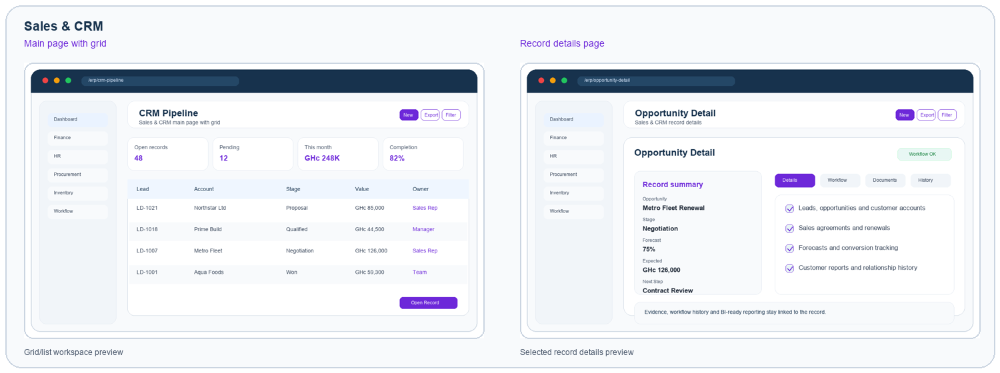 Sales & CRM
Main page with grid
/erp/crm-pipeline
Dashboard
Finance
HR
Procurement
Inventory
Workflow
CRM Pipeline
Sales & CRM main page with grid
New Export Filter
Open records Pending This month Completion
48 12 GHc 248K 82%
Lead Account Stage Value Owner
LD-1021 Northstar Ltd Proposal GHc 85,000 Sales Rep
LD-1018 Prime Build Qualified GHc 44,500 Manager
LD-1007 Metro Fleet Negotiation GHc 126,000 Sales Rep
LD-1001 Aqua Foods Won GHc 59,300 Team
Open Record
Grid/list workspace preview
Record details page
/erp/opportunity-detail
Dashboard
Finance
HR
Procurement
Inventory
Workflow
Opportunity Detail
Sales & CRM record details
New Export Filter
Opportunity Detail
Workflow OK
Record summary
Opportunity
Metro Fleet Renewal
Stage
Negotiation
Forecast
75%
Expected
GHc 126,000
Next Step
Contract Review
Details Workflow Documents History
Leads, opportunities and customer accounts
Sales agreements and renewals
Forecasts and conversion tracking
Customer reports and relationship history
Evidence, workflow history and BI-ready reporting stay linked to the record.
Selected record details preview